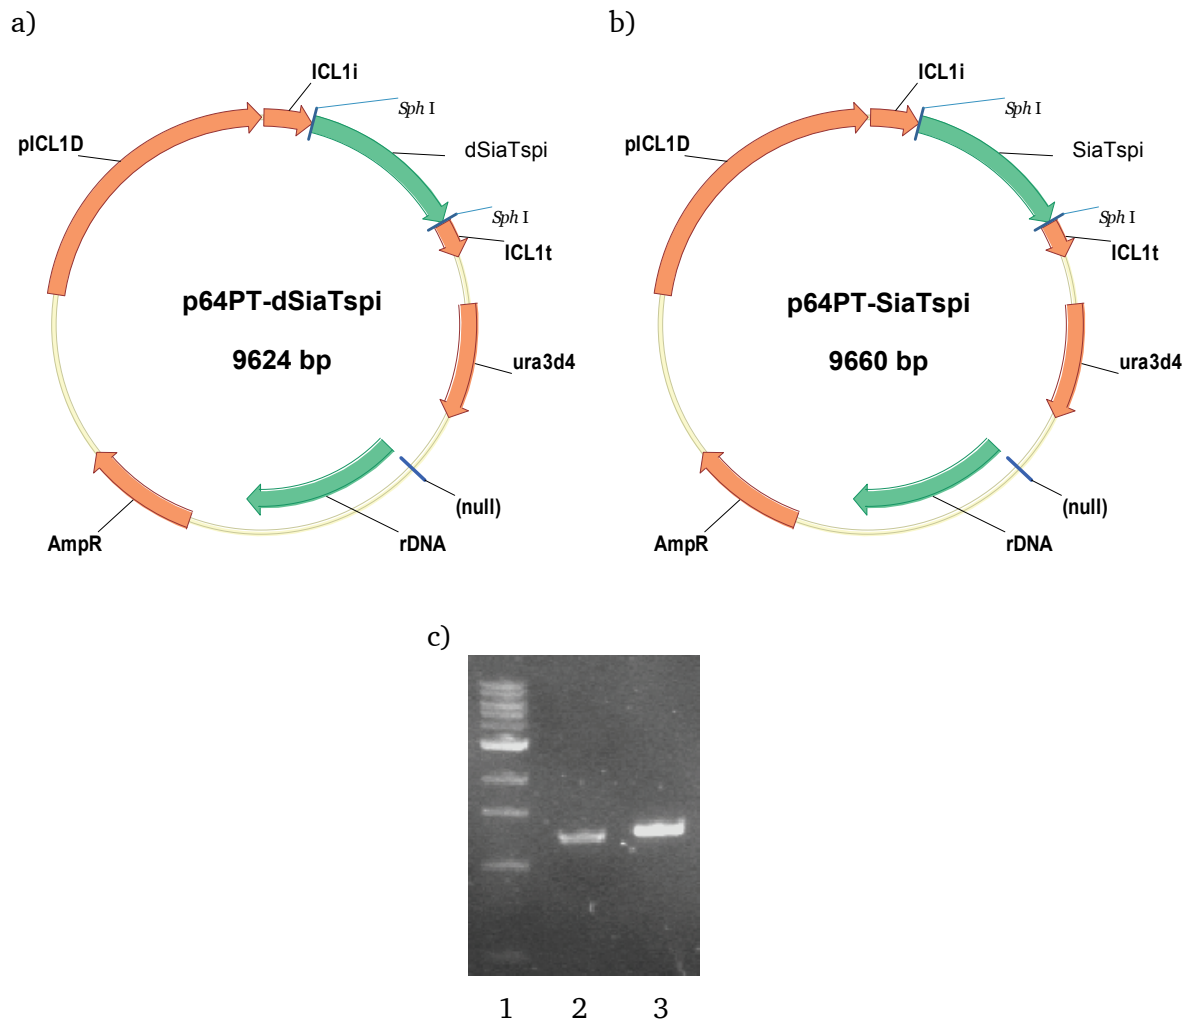 a)
b)
ICL1i
Sph I
pICL1D
dSiaTspi
Sph I
ICL1t
p64PT-dSiaTspi
9624 bp
ura3d4
(null)
AmpR
rDNA
ICL1i
Sph I
pICL1D
SiaTspi
Sph I
ICL1t
p64PT-SiaTspi
9660 bp
ura3d4
(null)
AmpR
rDNA
c)
1 2 3